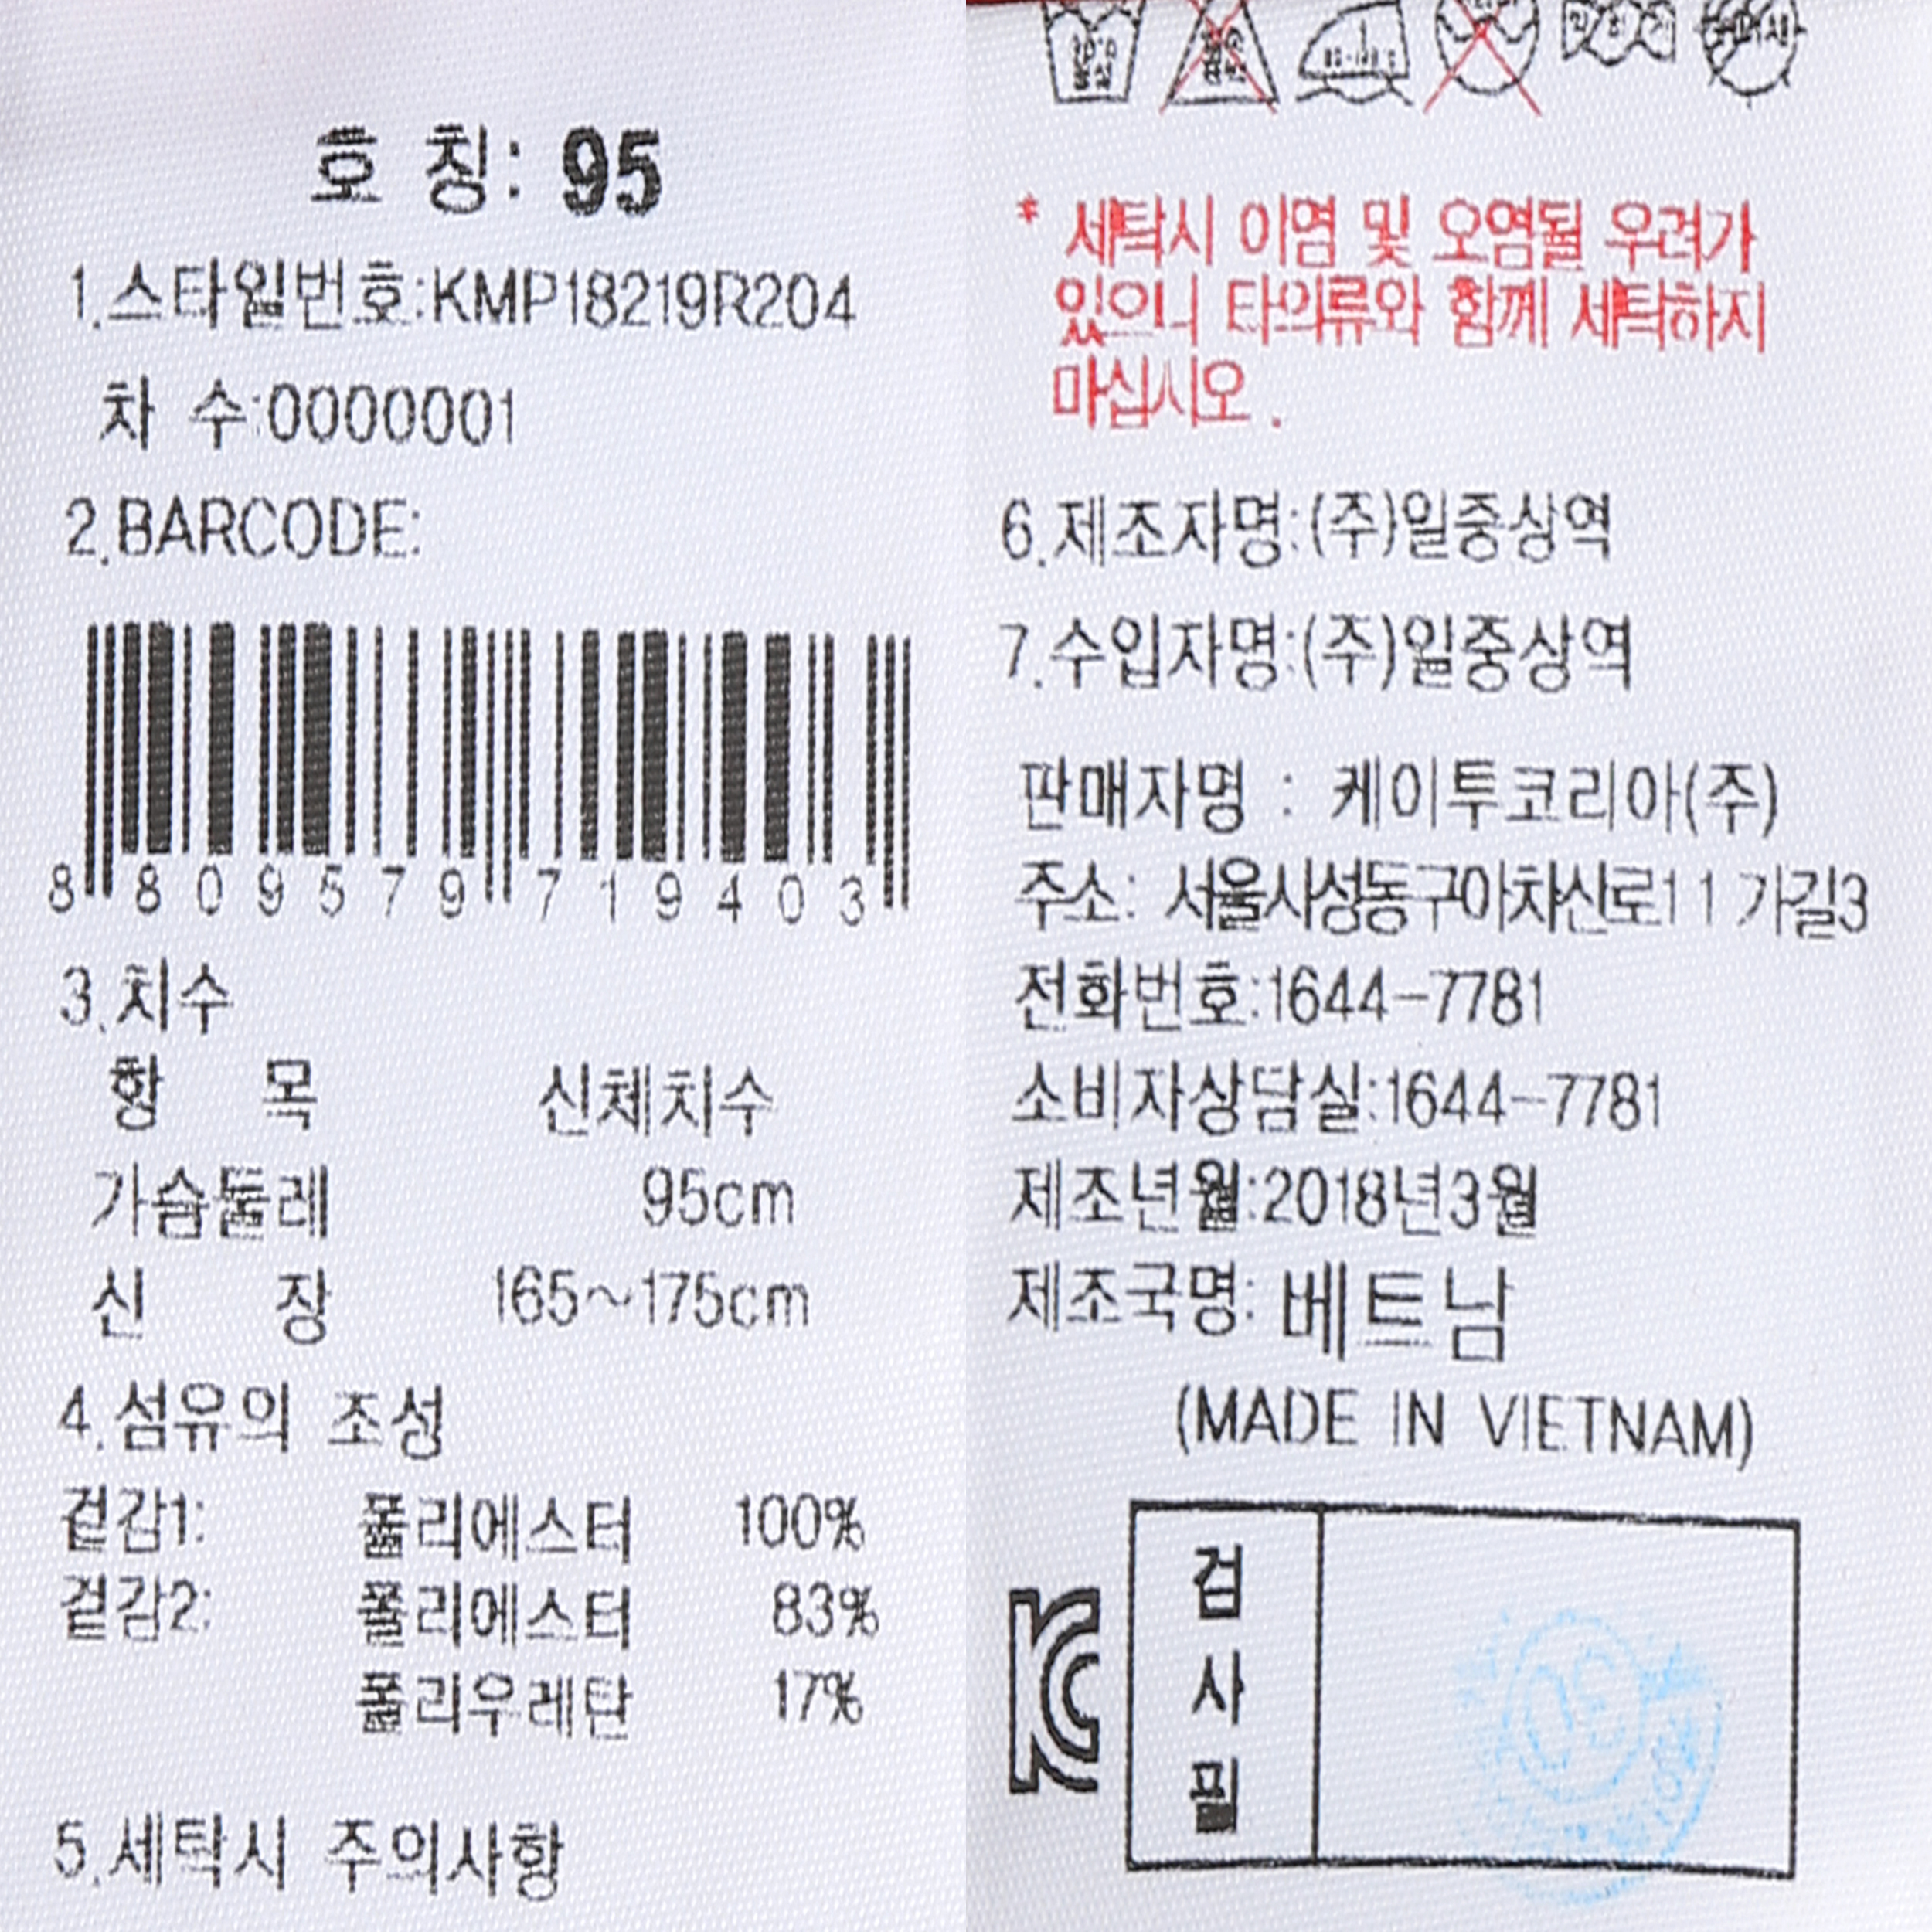 호 칭: 95
1.스타일번호:KMP18219R204
차 수:0000001
2.BARCODE:
8 809579 719403
3.치수
항 목 신체치수
가슴둘레 95cm
신 장 165~175cm
4.섬유의 조성
겉감1: 폴리에스터 100%
겉감2: 폴리에스터 83%
폴리우레탄 17%
5.세탁시 주의사항
* 세탁시 이염 및 오염될 우려가
있으니 타의류와 함께 세탁하지
마십시오.
6.제조자명:(주)일중상역
7.수입자명:(주)일중상역
판매자명 : 케이투코리아(주)
주소: 서울시성동구아차산로11가길3
전화번호:1644-7781
소비자상담실:1644-7781
제조년월:2018년3월
제조국명: 베트남
(MADE IN VIETNAM)
검
사
필